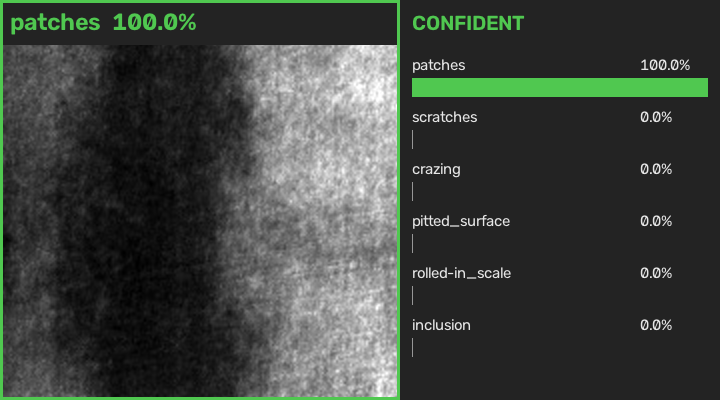 patches 100.0%
CONFIDENT
patches 100.0%
scratches 0.0%
crazing 0.0%
pitted_surface 0.0%
rolled-in_scale 0.0%
inclusion 0.0%